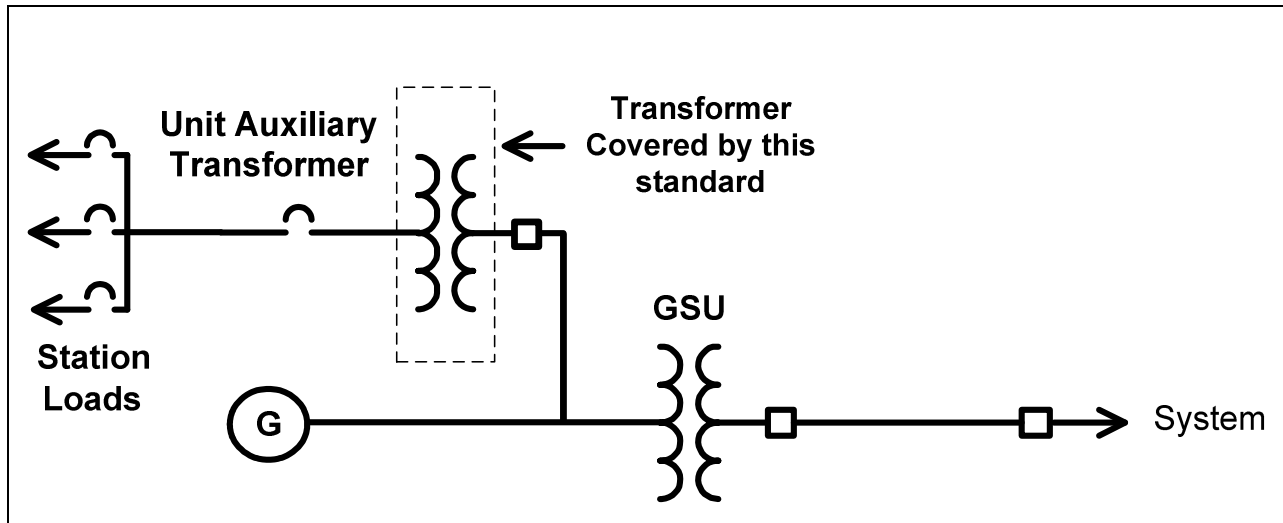 Unit Auxiliary
Transformer
Transformer
Covered by this
standard
Station
Loads
GSU
G
System